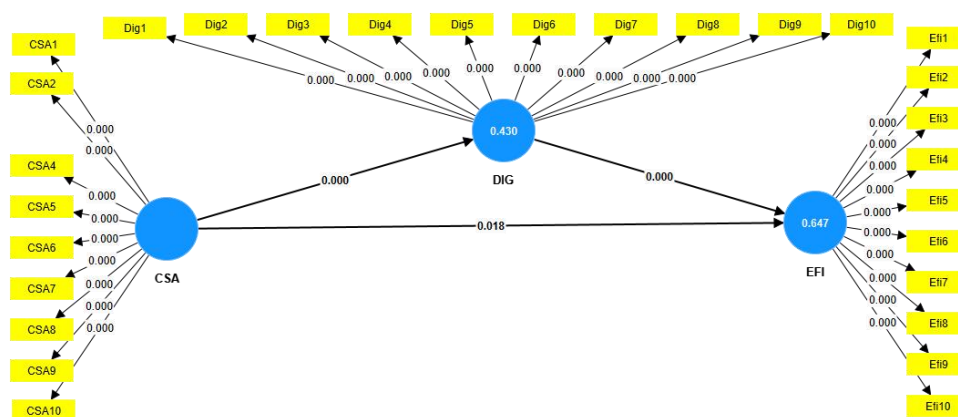 Dig1 Dig2 Dig3 Dig4 Dig5 Dig6 Dig7 Dig8 Dig9 Dig10
CSA1
CSA2
CSA4
CSA5
CSA6
CSA7
CSA8
CSA9
CSA10
0.000
0.000
0.000
0.000
0.000
0.000
0.000
0.000
0.000
CSA
0.000
0.018
0.000 0.000 0.000 0.000 0.000 0.000 0.000 0.000 0.000 0.000
0.430
DIG
0.000
0.647
EFI
0.000
0.000
0.000
0.000
0.000
0.000
0.000
0.000
0.000
0.000
Efi1
Efi2
Efi3
Efi4
Efi5
Efi6
Efi7
Efi8
Efi9
Efi10